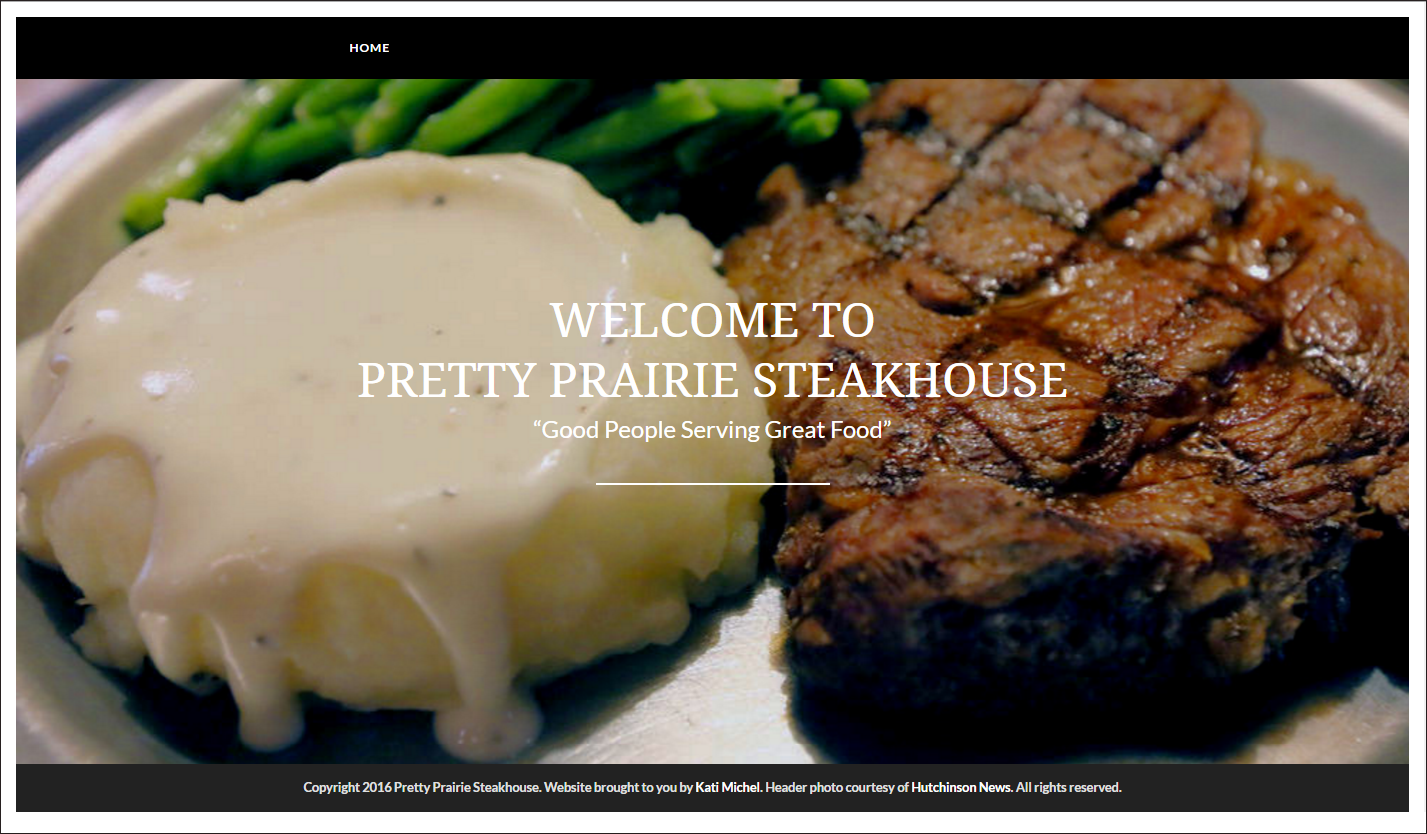 HOME
WELCOME TO
PRETTY PRAIRIE STEAKHOUSE
“Good People Serving Great Food”
Copyright 2016 Pretty Prairie Steakhouse. Website brought to you by Kati Michel. Header photo courtesy of Hutchinson News. All rights reserved.